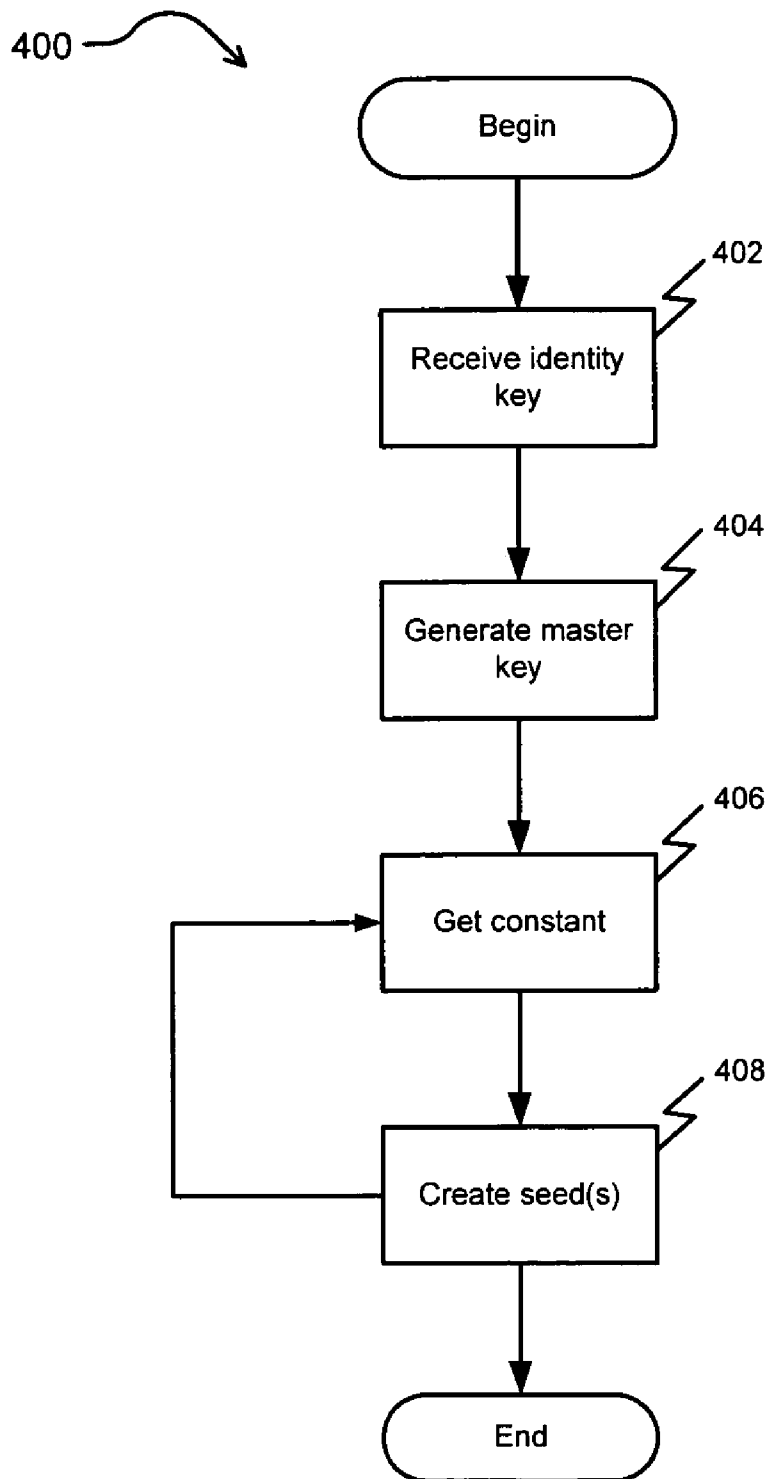 400
Begin
402
Receive identity
key
404
Generate master
key
406
Get constant
408
Create seed(s)
End